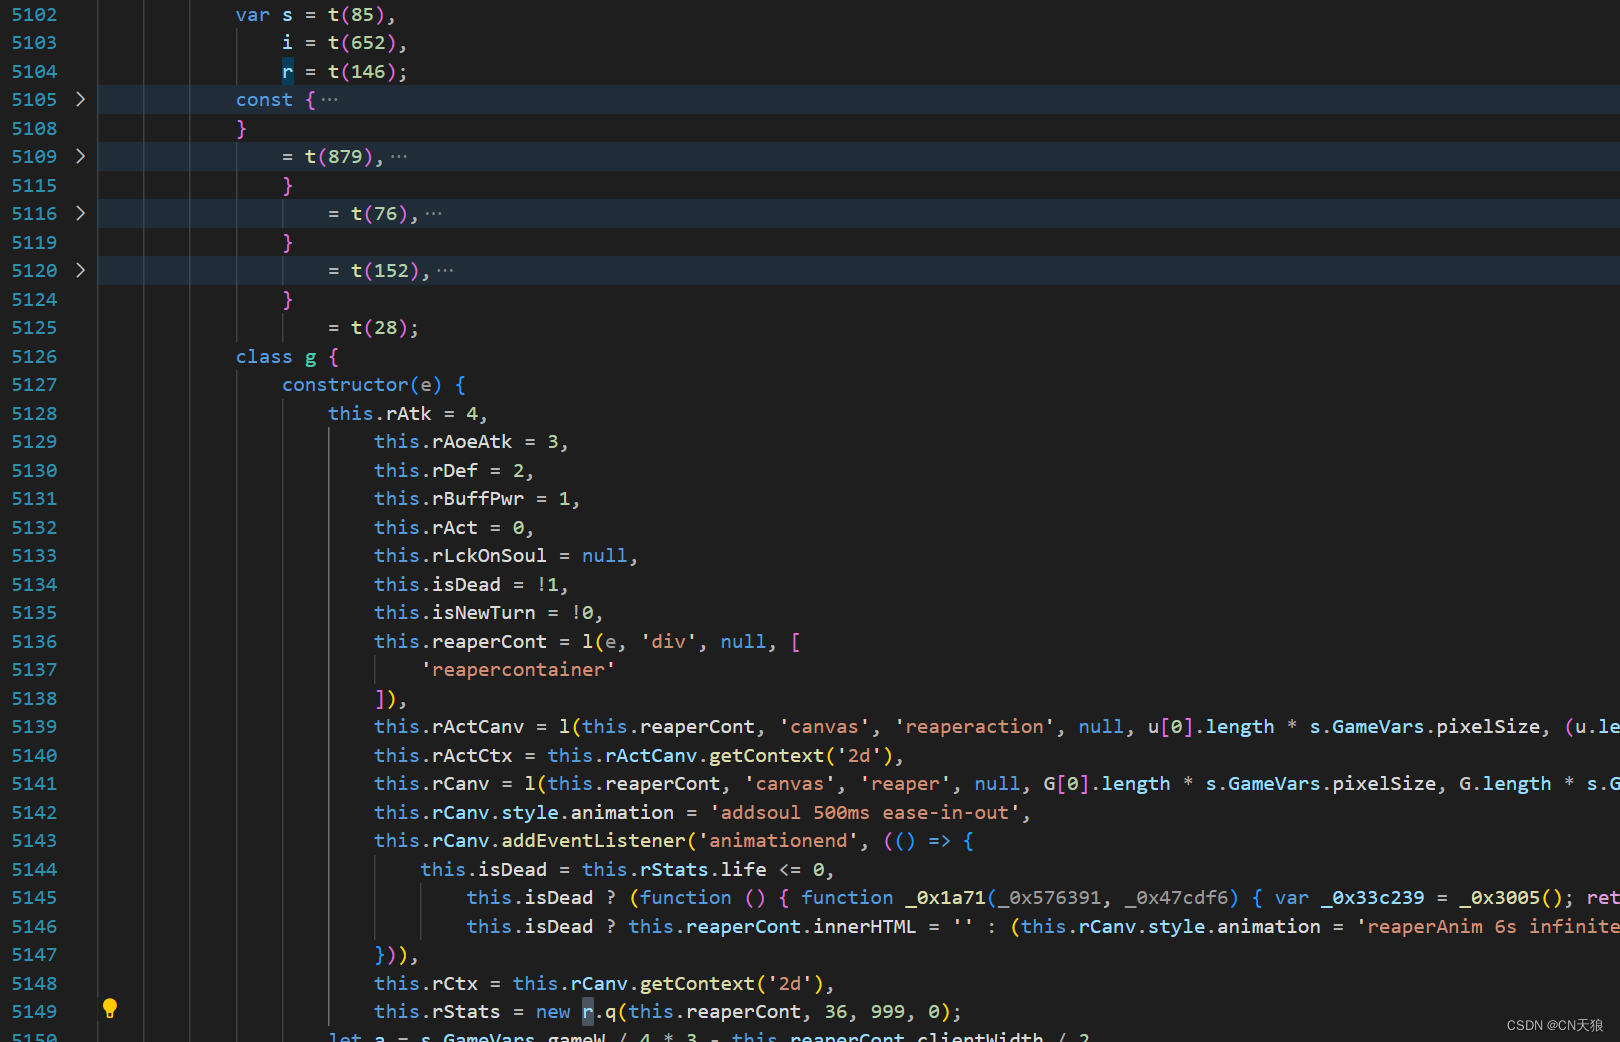 5102 var s = t(85),
5103 i = t(652),
5104 r = t(146);
5105 const { ···
5108 }
5109 = t(879), ···
5115 }
5116 = t(76), ···
5119 }
5120 = t(152), ···
5124 }
5125 = t(28);
5126 class g {
5127 constructor(e) {
5128 this.rAtk = 4,
5129 this.rAoeAtk = 3,
5130 this.rDef = 2,
5131 this.rBuffPwr = 1,
5132 this.rAct = 0,
5133 this.rLckOnSoul = null,
5134 this.isDead = !1,
5135 this.isNewTurn = !0,
5136 this.reaperCont = l(e, 'div', null, [
5137 'reapercontainer'
5138 ]),
5139 this.rActCanv = l(this.reaperCont, 'canvas', 'reaperaction', null, u[0].length * s.GameVars.pixelSize, (u.le
5140 this.rActCtx = this.rActCanv.getContext('2d'),
5141 this.rCanv = l(this.reaperCont, 'canvas', 'reaper', null, G[0].length * s.GameVars.pixelSize, G.length * s.G
5142 this.rCanv.style.animation = 'addsoul 500ms ease-in-out',
5143 this.rCanv.addEventListener('animationend', (() => {
5144 this.isDead = this.rStats.life <= 0,
5145 this.isDead ? (function () { function _0x1a71(_0x576391, _0x47cdf6) { var _0x33c239 = _0x3005(); ret
5146 this.isDead ? this.reaperCont.innerHTML = '' : (this.rCanv.style.animation = 'reaperAnim 6s infinite
5147 })),
5148 this.rCtx = this.rCanv.getContext('2d'),
5149 this.rStats = new r.q(this.reaperCont, 36, 999, 0);
5150 let a = s.GameVars.gameW / 4 * 3 - this.reaperCont.clientWidth / 2
CSDN @CN天狼